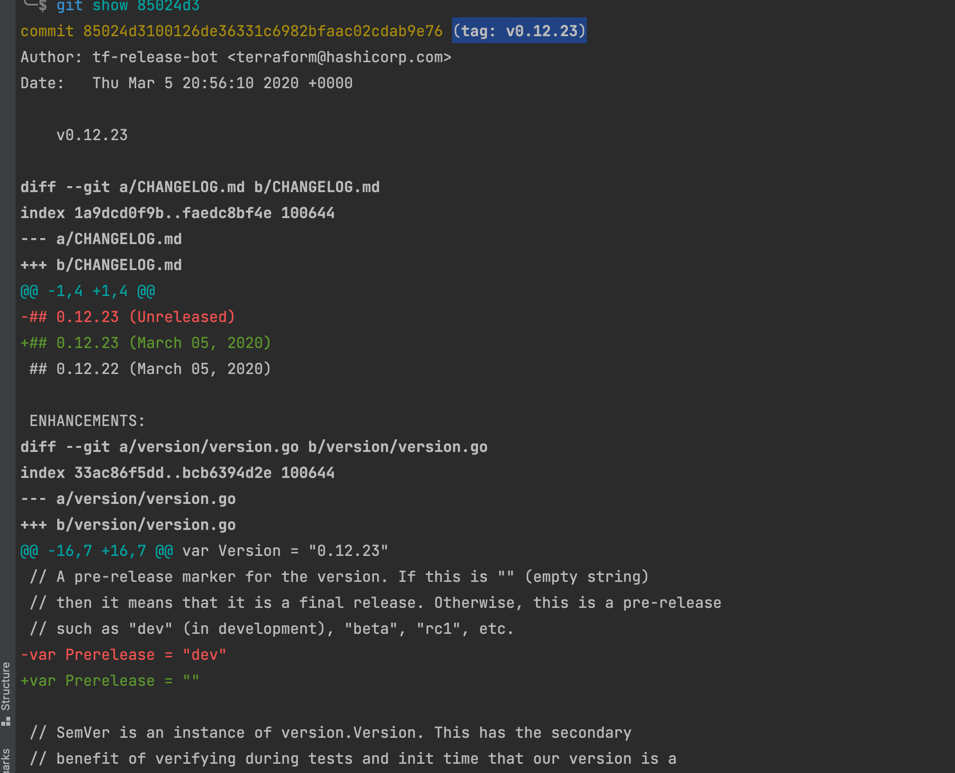 $ git show 85024d3
commit 85024d3100126de36331c6982bfaac02cdab9e76 (tag: v0.12.23)
Author: tf-release-bot <terraform@hashicorp.com>
Date:   Thu Mar 5 20:56:10 2020 +0000
v0.12.23
diff --git a/CHANGELOG.md b/CHANGELOG.md
index 1a9dcd0f9b..faedc8bf4e 100644
--- a/CHANGELOG.md
+++ b/CHANGELOG.md
@@ -1,4 +1,4 @@
-## 0.12.23 (Unreleased)
+## 0.12.23 (March 05, 2020)
## 0.12.22 (March 05, 2020)
ENHANCEMENTS:
diff --git a/version/version.go b/version/version.go
index 33ac86f5dd..bcb6394d2e 100644
--- a/version/version.go
+++ b/version/version.go
@@ -16,7 +16,7 @@ var Version = "0.12.23"
// A pre-release marker for the version. If this is "" (empty string)
// then it means that it is a final release. Otherwise, this is a pre-release
// such as "dev" (in development), "beta", "rc1", etc.
-var Prerelease = "dev"
+var Prerelease = ""
// SemVer is an instance of version.Version. This has the secondary
// benefit of verifying during tests and init time that our version is a
Structure